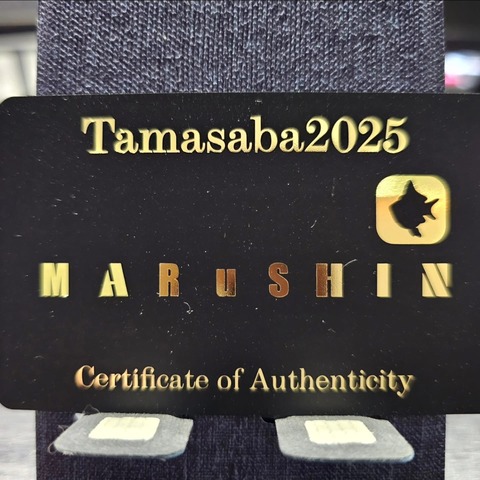 Tamasaba2025
MARuSHIN
Certificate of Authenticity